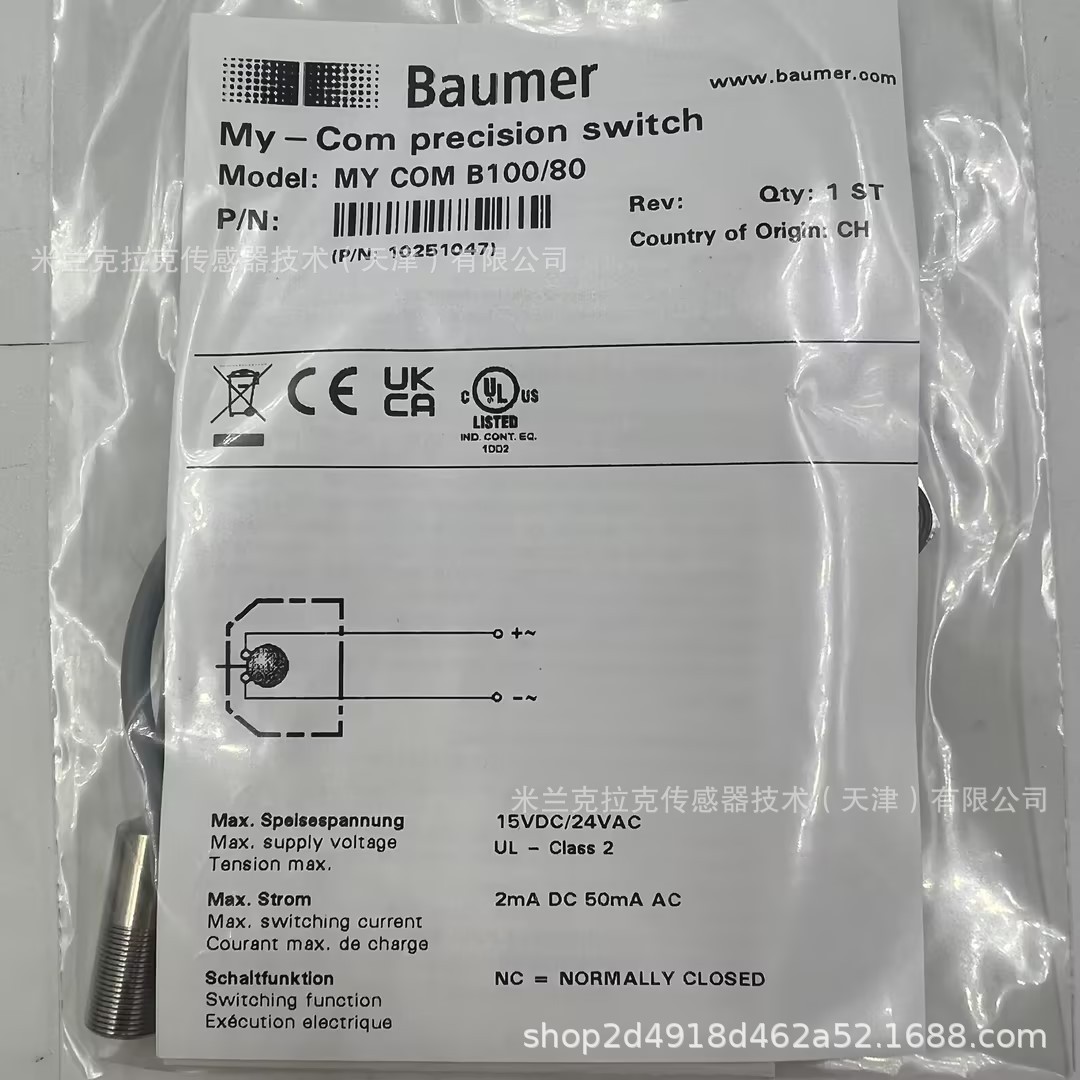 Baumer
www.baumer.com
My-Com precision switch
Model: MY COM B100/80
P/N:
Rev:
Qty: 1 ST
(P/N: 10251047)
Country of Origin: CH
米兰克拉克传感器技术（天津）有限公司
CE
UK
CA
C UL US
LISTED
IND. CONT. EQ.
1DD2
+~
-~
米兰克拉克传感器技术（天津）有限公司
Max. Speisespannung 15VDC/24VAC
Max. supply voltage UL - Class 2
Tension max.
Max. Strom 2mA DC 50mA AC
Max. switching current
Courant max. de charge
Schaltfunktion NC = NORMALLY CLOSED
Switching function
Exécution electrique
shop2d4918d462a52.1688.com